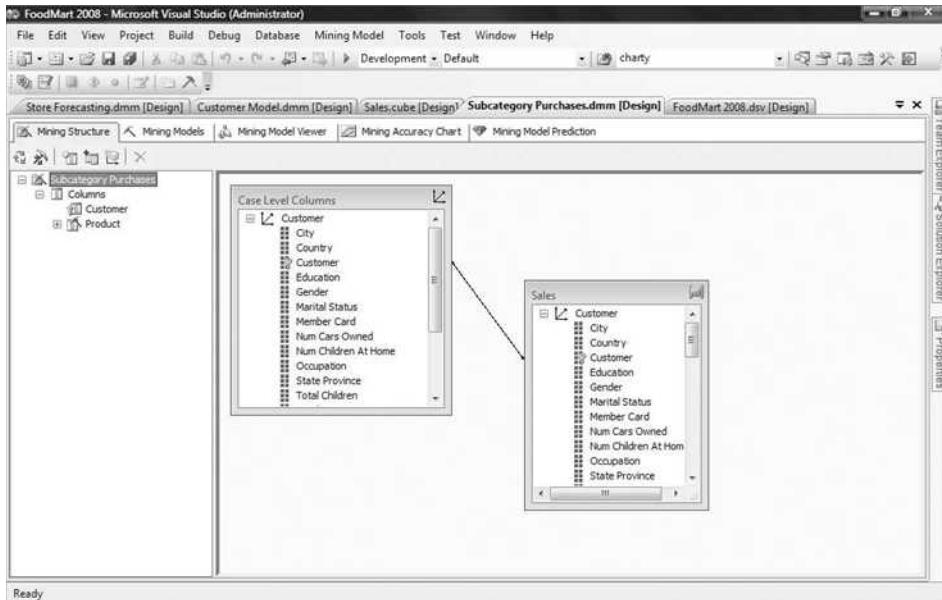 FoodMart 2008 - Microsoft Visual Studio (Administrator)
File Edit View Project Build Debug Database Mining Model Tools Test Window Help
Development Default charty
Store Forecasting.dmm [Design] Customer Model.dmm [Design] Sales.cube [Design] Subcategory Purchases.dmm [Design] FoodMart 2008.dsv [Design]
Mining Structure Mining Models Mining Model Viewer Mining Accuracy Chart Mining Model Prediction
Subcategory Purchases
Columns
Customer
Product
Case Level Columns
Customer
City
Country
Customer
Education
Gender
Marital Status
Member Card
Num Cars Owned
Num Children At Home
Occupation
State Province
Total Children
Sales
Customer
City
Country
Customer
Education
Gender
Marital Status
Member Card
Num Cars Owned
Num Children At Hom
Occupation
State Province
Team Explorer
Solution Explorer
Properties
Ready